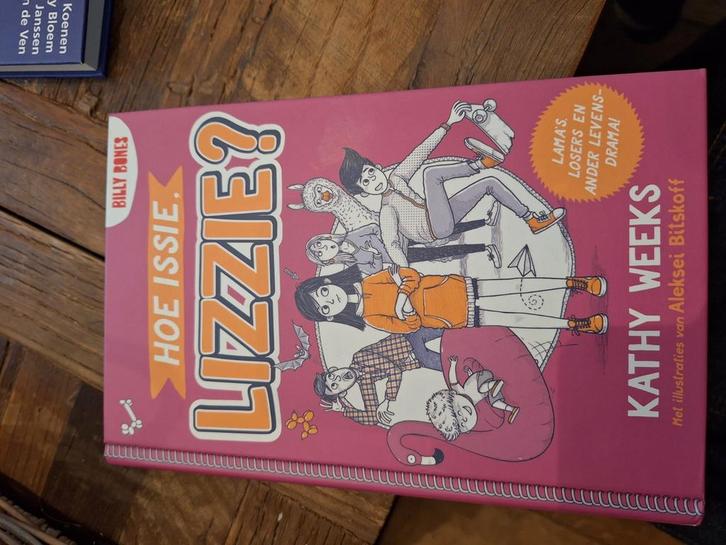 Koenen
y Bloem
Janssen
n de Ven
BILLY BONES
HOE ISSIE,
LIZZIE?
LAMA'S,
LOSERS EN
ANDER LEVENS-
DRAMA!
KATHY WEEKS
Met illustraties van Aleksei Bitskoff